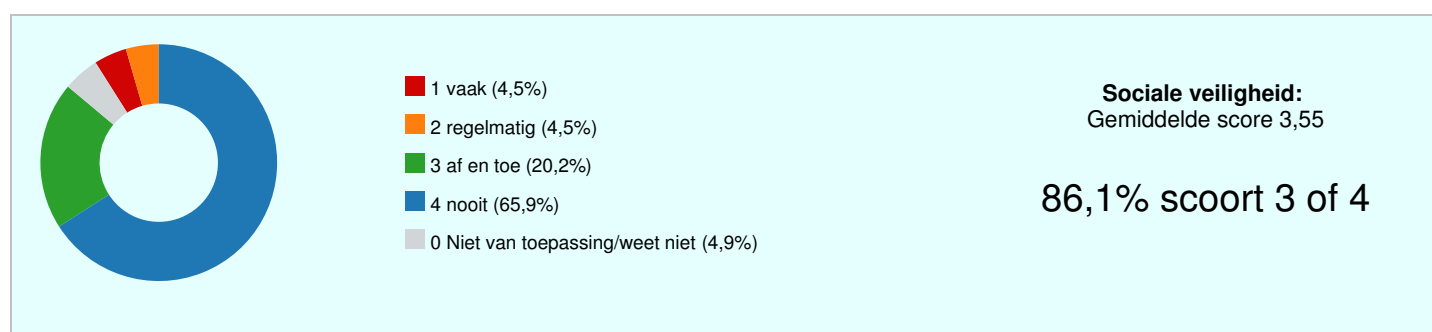 1 vaak (4,5%)
2 regelmatig (4,5%)
3 af en toe (20,2%)
4 nooit (65,9%)
0 Niet van toepassing/weet niet (4,9%)
Sociale veiligheid:
Gemiddelde score 3,55
86,1% scoort 3 of 4